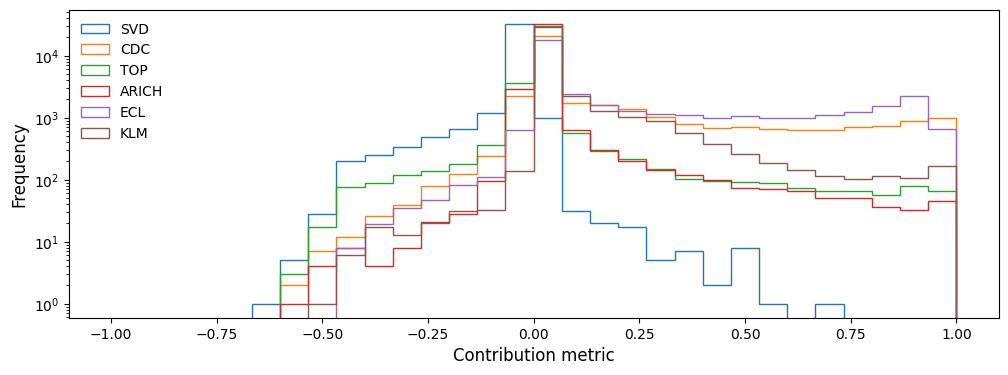 SVD
CDC
TOP
ARICH
ECL
KLM
Frequency
10⁴
10³
10²
10¹
10⁰
−1.00 −0.75 −0.50 −0.25 0.00 0.25 0.50 0.75 1.00
Contribution metric